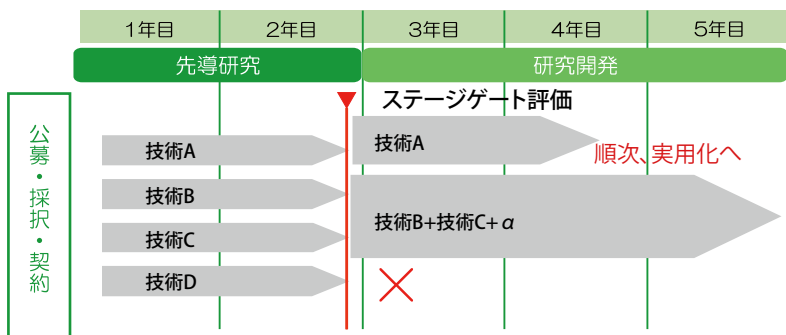 1年目 2年目 3年目 4年目 5年目
先導研究 研究開発
ステージゲート評価
公募・採択・契約
技術A 技術A
順次、実用化へ
技術B
技術B+技術C+α
技術C
技術D